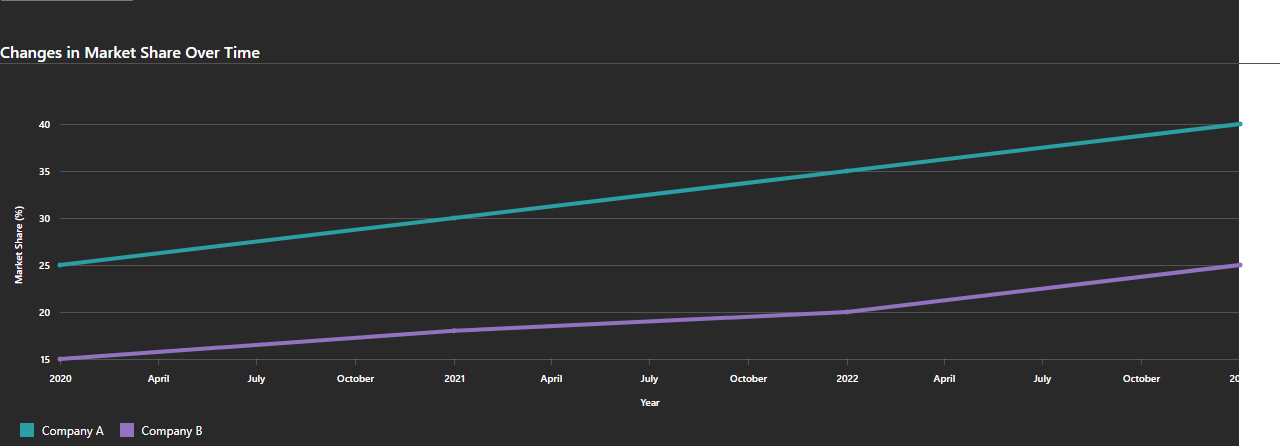 Changes in Market Share Over Time
40
35
30
25
20
15
Market Share (%)
2020 April July October 2021 April July October 2022 April July October 20
Year
Company A Company B